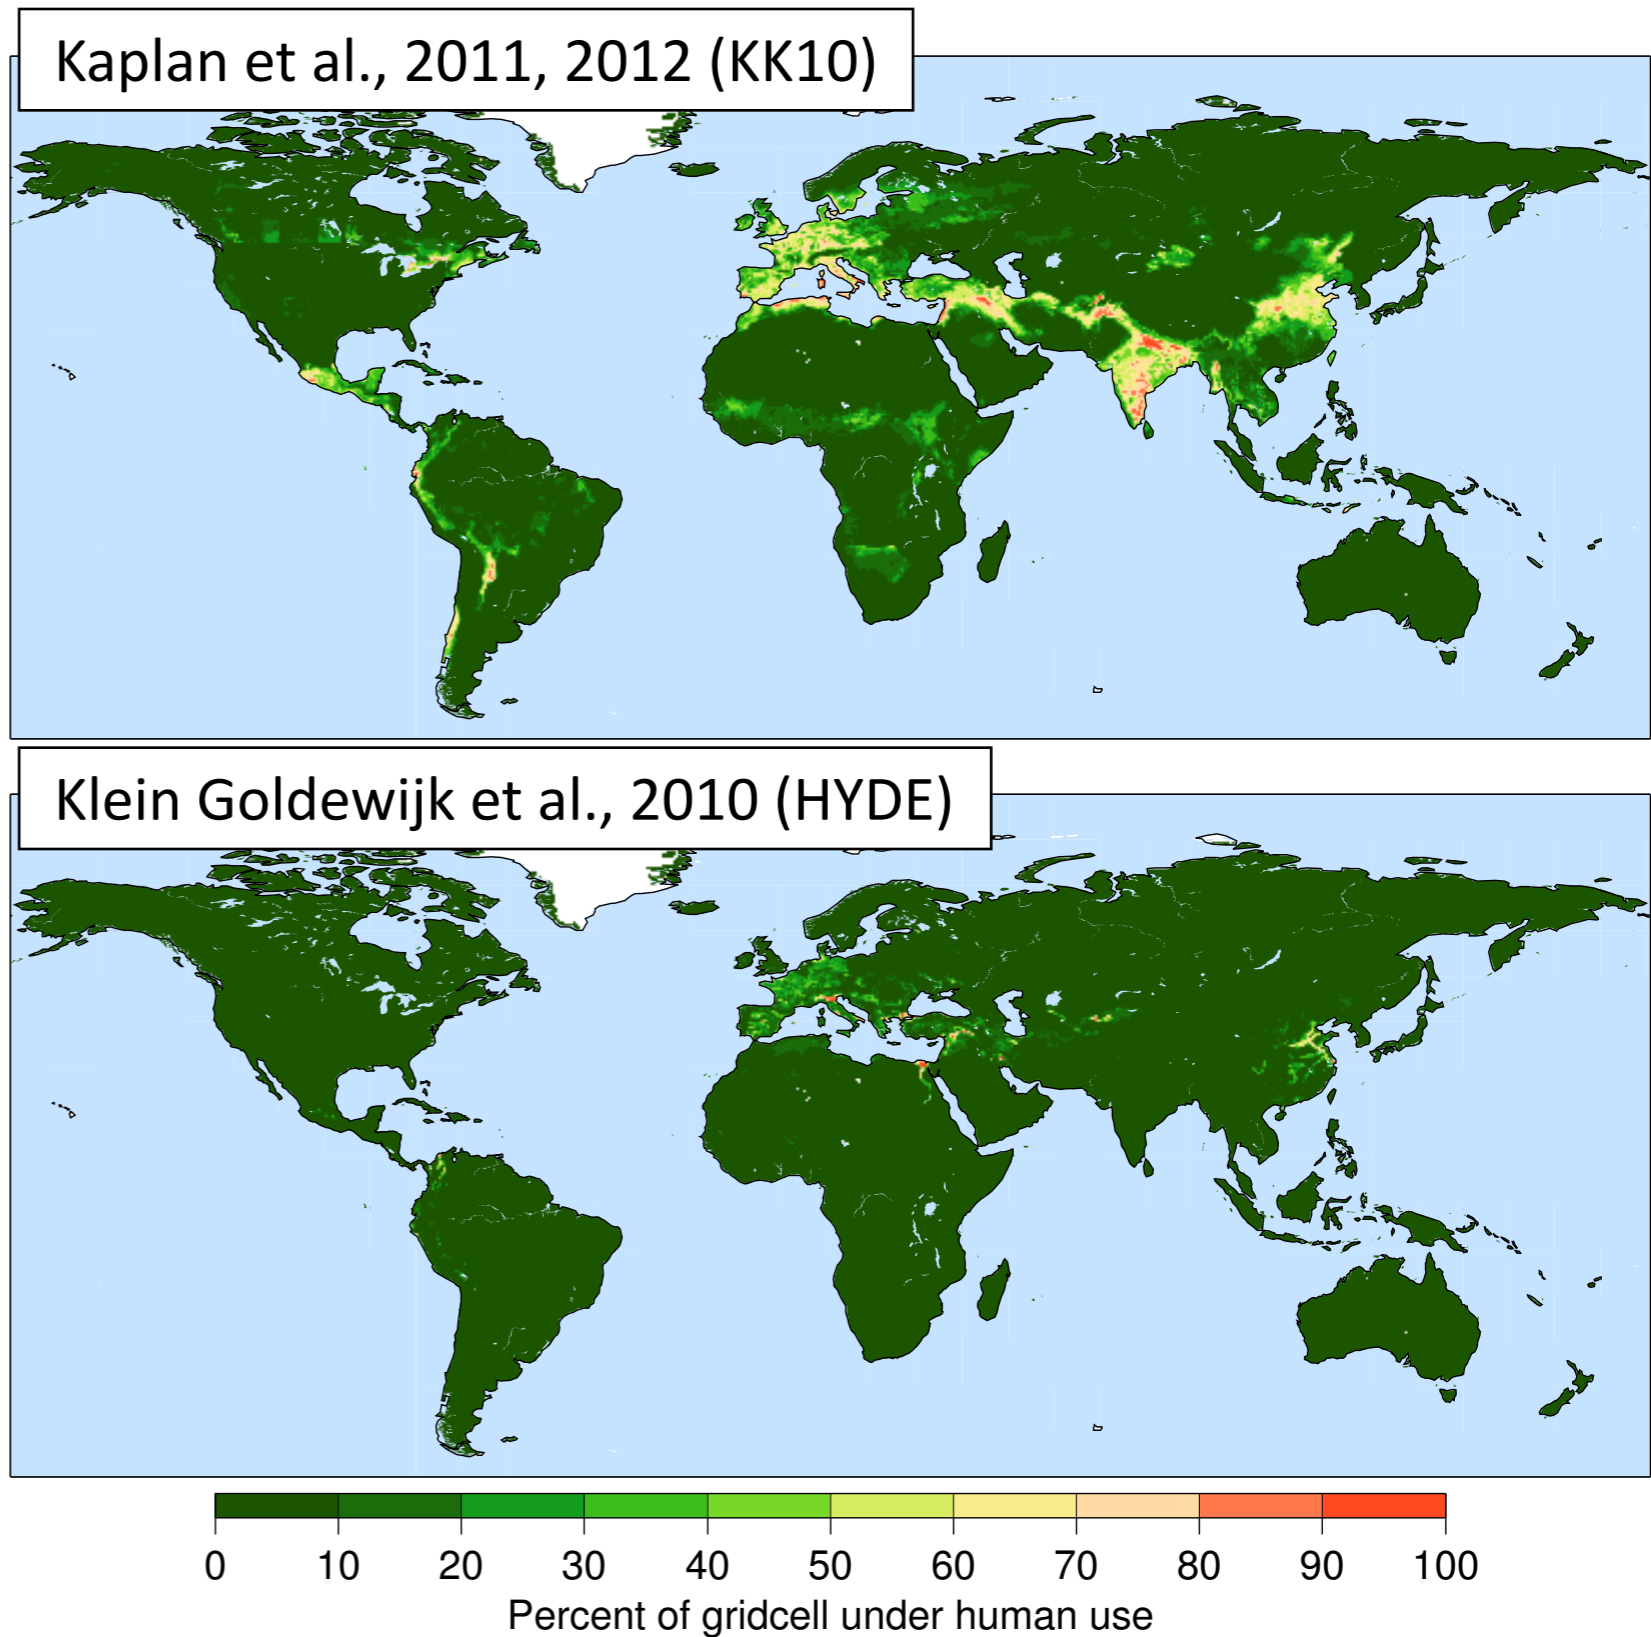 Kaplan et al., 2011, 2012 (KK10)
Klein Goldewijk et al., 2010 (HYDE)
0 10 20 30 40 50 60 70 80 90 100
Percent of gridcell under human use